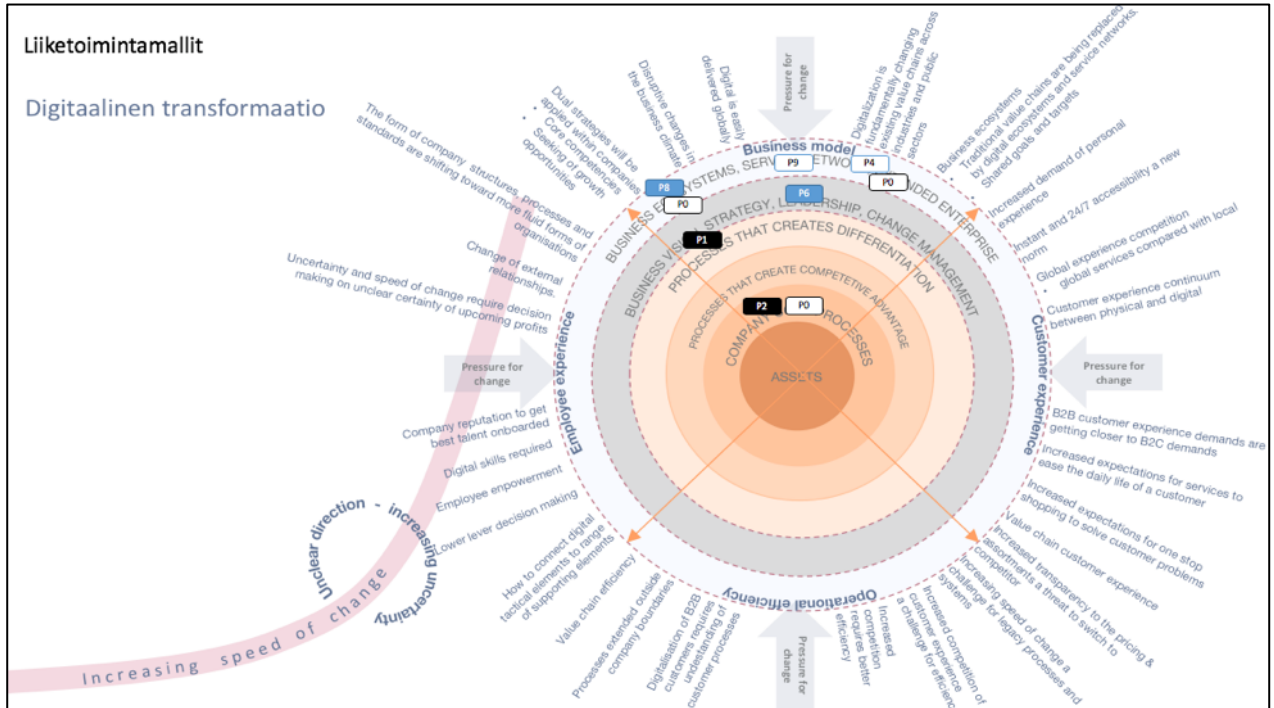 Liiketoimintamallit
Digitaalinen transformaatio
The form of company, structures, processes and
standards are shifting toward more fluid forms of
organisations
Dual strategies will be
applied within companies
• Core competencies
• Seeking of growth
opportunities
Disruptive changes in
the business climate
Digital is easily
delivered globally
Pressure for
change
Digitalization is
fundamentally changing
existing value chains across
industries and public
sectors
Business ecosystems
• Traditional value chains are being replaced
by digital ecosystems and service networks.
• Shared goals and targets
Increased demand of personal
experience
Instant and 24/7 accessibility a new
norm
Global experience competition
global services compared with local
Customer experience continuum
between physical and digital
Change of external
relationships.
Uncertainty and speed of change require decision
making on unclear certainty of upcoming profits
Business model
P9
P4
P8
P0
P0
P6
P1
P2
P0
BUSINESS
SYSTEMS,
ENTERPRISE
STRATEGY,
CHANGE MANAGEMENT
PROCESSES THAT CREATES DIFFERENTIATION
PROCESSES THAT CREATE COMPETETIVE ADVANTAGE
COMPANY
PROCESSES
ASSETS
Employee experience
Customer experience
Operational efficiency
Pressure for
change
Pressure for
change
Company reputation to get
best talent onboarded
Digital skills required
Employee enpowerment
Lower lever decision making
How to connect digital
tactical elements to range
of supporting elements
Value chain efficiency
Processes extended outside
company boundaries
Digitalisation of B2B
customers requires
understanding of
customer processes
Pressure for
change
Increased
competition
requires better
efficiency
Increased competition of
customer experience
a challenge for efficien
Increasing speed of change a
challenge for legacy processes and
systems
Increased transparency to the pricing &
assortments a threat to switch to
competitor
Value chain customer experience
Increased expectations for one stop
shopping to solve customer problems
Increased expectations for services to
ease the daily life of a customer
B2B customer experience demands are
getting closer to B2C demands
Unclear direction - increasing uncertainty
Increasing speed of change